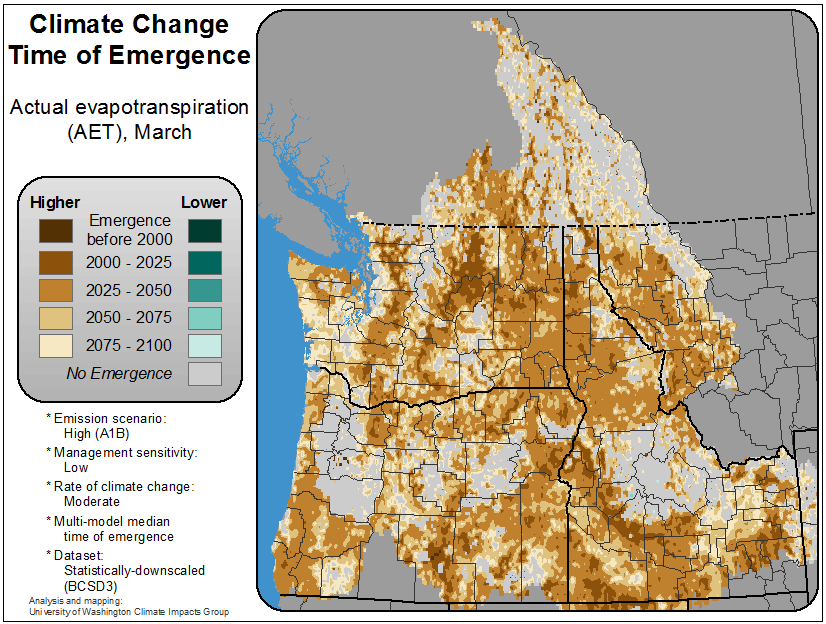 Climate Change
Time of Emergence
Actual evapotranspiration
(AET), March
Higher
Lower
Emergence
before 2000
2000 - 2025
2025 - 2050
2050 - 2075
2075 - 2100
No Emergence
* Emission scenario:
High (A1B)
* Management sensitivity:
Low
* Rate of climate change:
Moderate
* Multi-model median
time of emergence
* Dataset:
Statistically-downscaled
(BCSD3)
Analysis and mapping:
University of Washington Climate Impacts Group